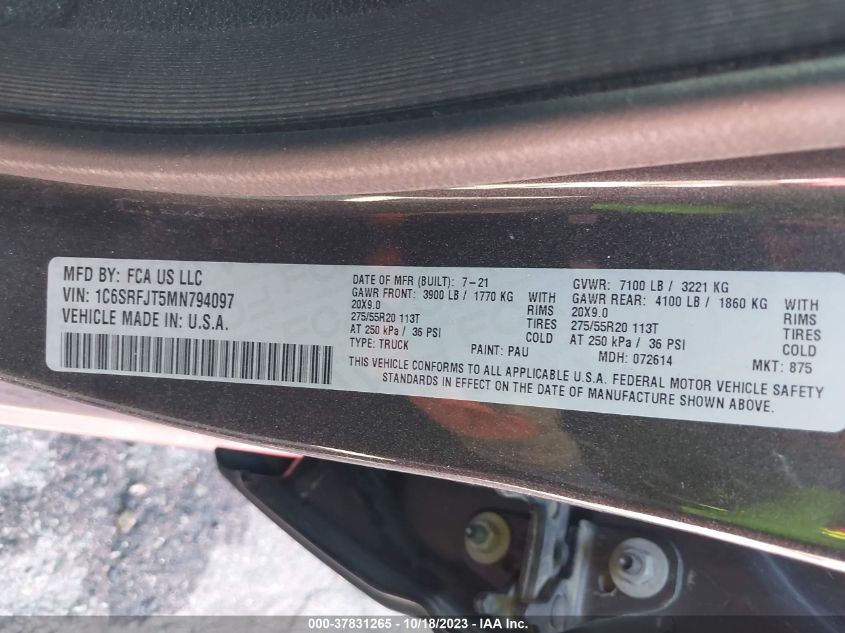 MFD BY: FCA US LLC
VIN: 1C6SRFJT5MN794097
VEHICLE MADE IN U.S.A.
DATE OF MFR (BUILT): 7-21
GAWR FRONT: 3900 LB / 1770 KG WITH
20X9.0 RIMS
275/55R20 113T TIRES
AT 250 kPa / 36 PSI COLD
TYPE: TRUCK PAINT: PAU
GVWR: 7100 LB / 3221 KG
GAWR REAR: 4100 LB / 1860 KG WITH
20X9.0 RIMS
275/55R20 113T TIRES
AT 250 kPa / 36 PSI COLD
MDH: 072614 MKT: 875
THIS VEHICLE CONFORMS TO ALL APPLICABLE U.S.A. FEDERAL MOTOR VEHICLE SAFETY
STANDARDS IN EFFECT ON THE DATE OF MANUFACTURE SHOWN ABOVE.
000-37831265 - 10/18/2023 - IAA Inc.